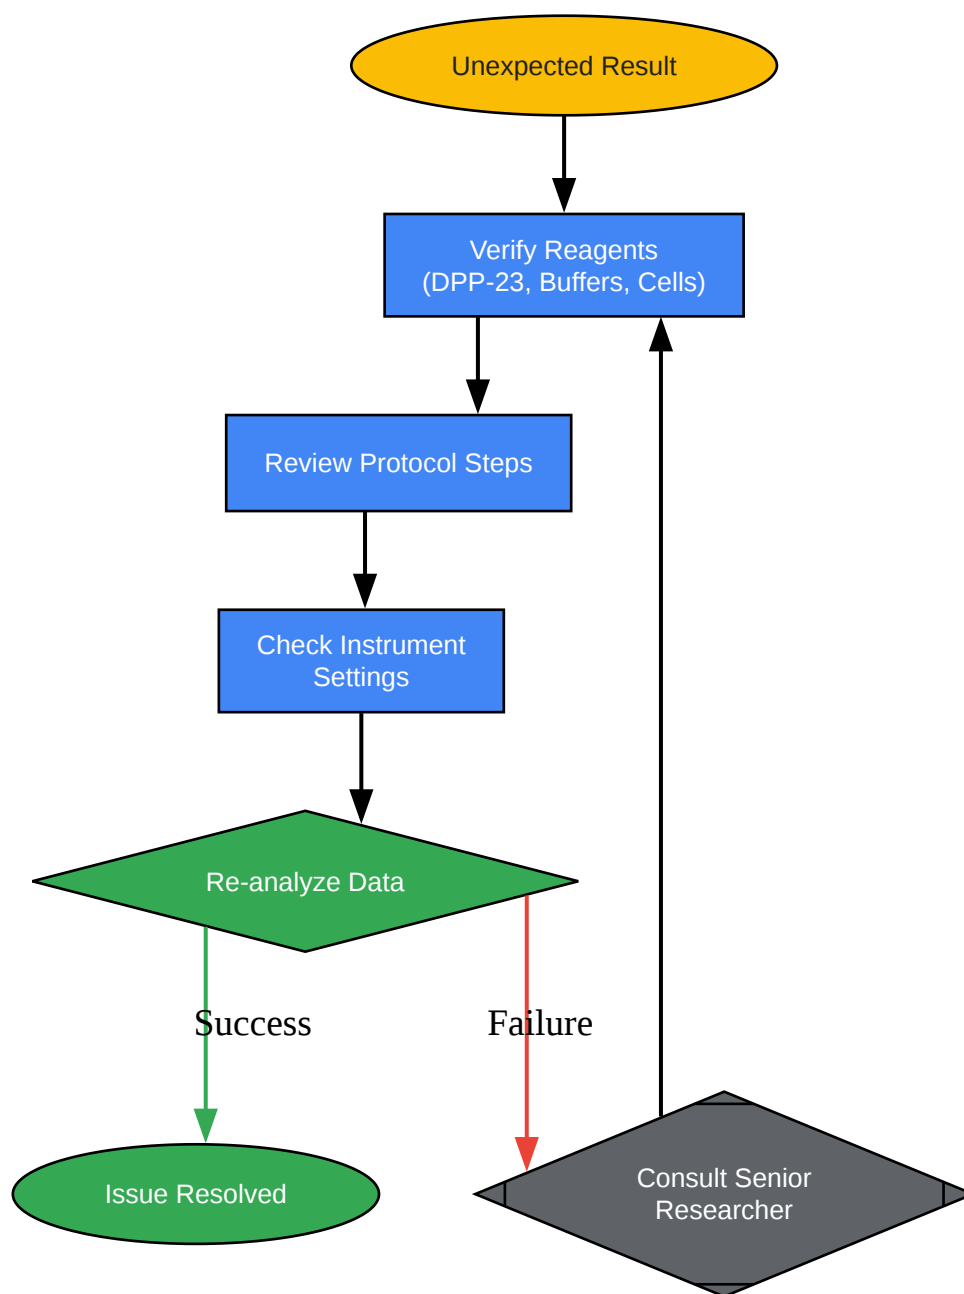 Unexpected Result
Verify Reagents
(DPP-23, Buffers, Cells)
Review Protocol Steps
Check Instrument
Settings
Re-analyze Data
Success
Failure
Issue Resolved
Consult Senior
Researcher